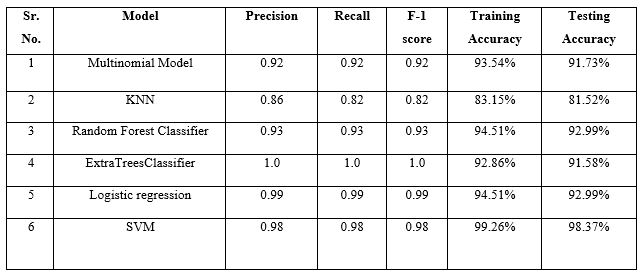 Sr. No. Model Precision Recall F-1 score Training Accuracy Testing Accuracy
1 Multinomial Model 0.92 0.92 0.92 93.54% 91.73%
2 KNN 0.86 0.82 0.82 83.15% 81.52%
3 Random Forest Classifier 0.93 0.93 0.93 94.51% 92.99%
4 ExtraTreesClassifier 1.0 1.0 1.0 92.86% 91.58%
5 Logistic regression 0.99 0.99 0.99 94.51% 92.99%
6 SVM 0.98 0.98 0.98 99.26% 98.37%